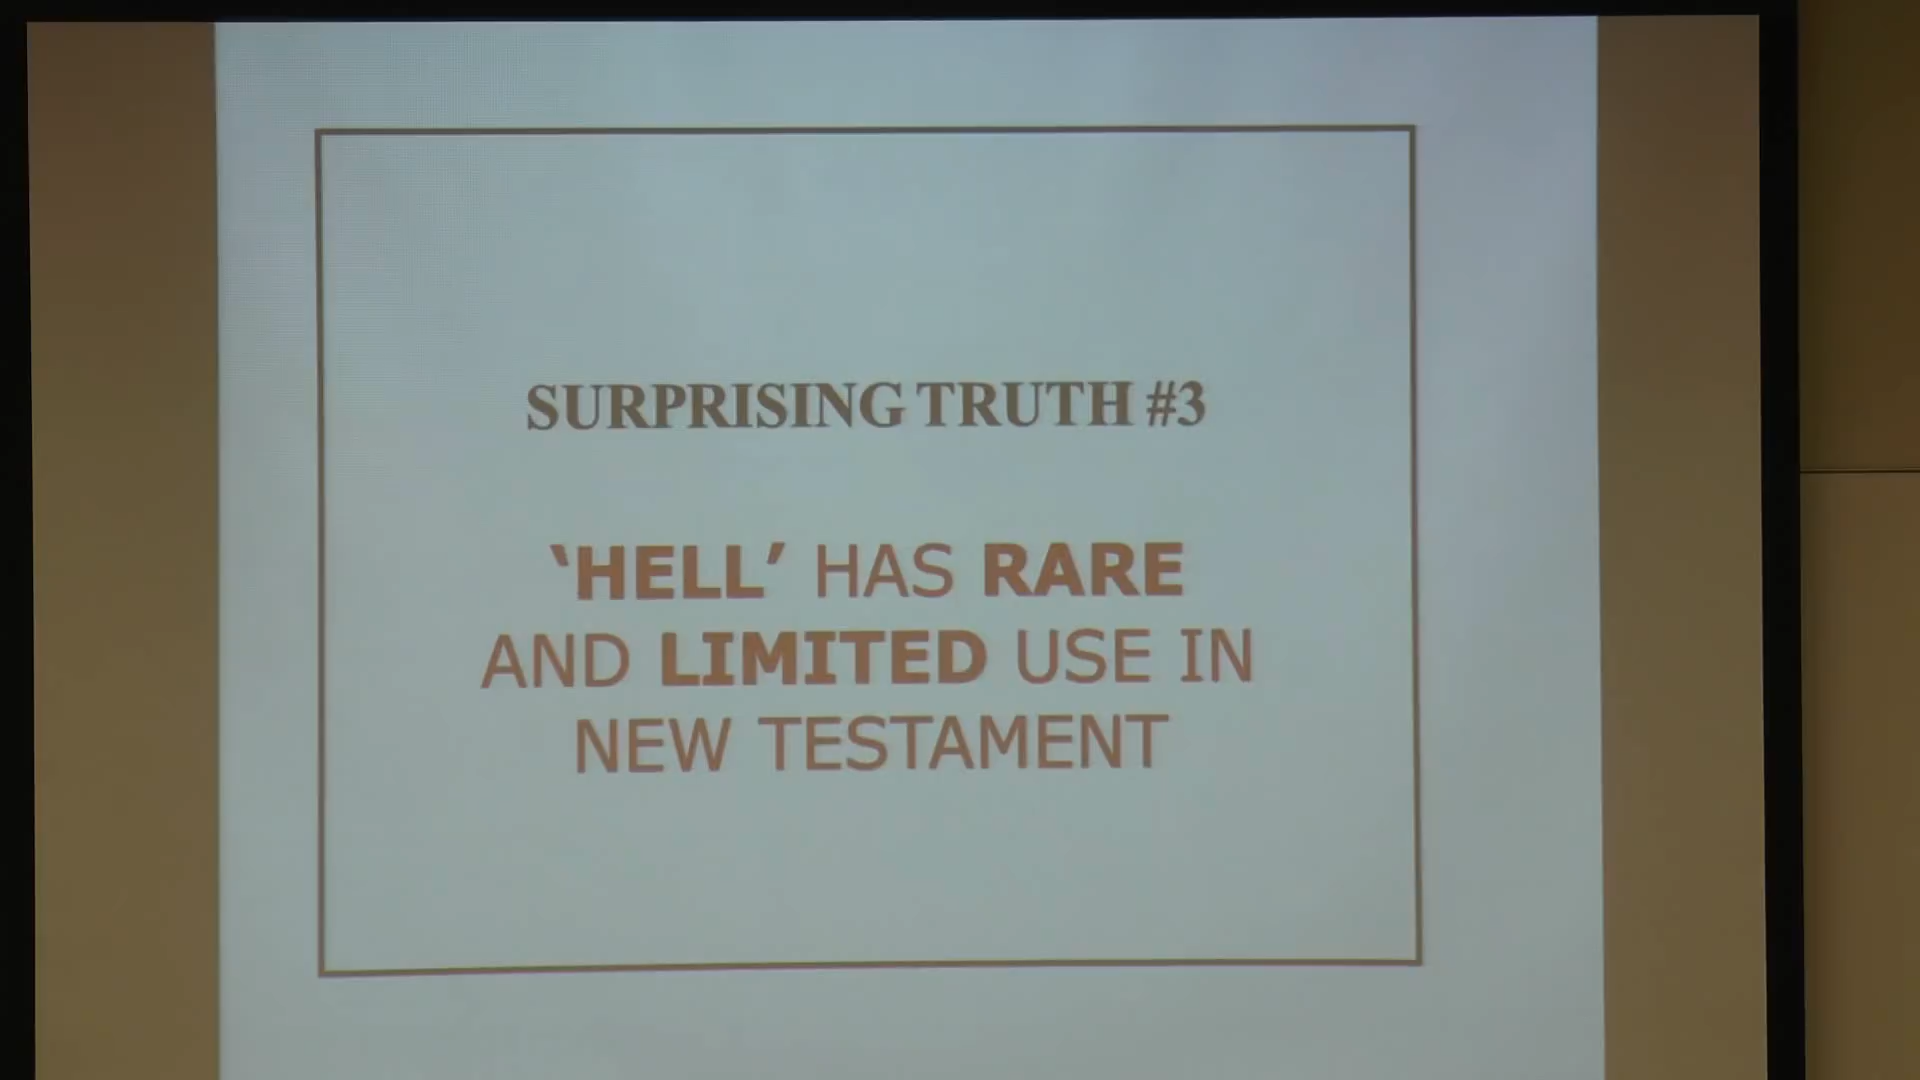 SURPRISING TRUTH #3
‘HELL’ HAS RARE
AND LIMITED USE IN
NEW TESTAMENT